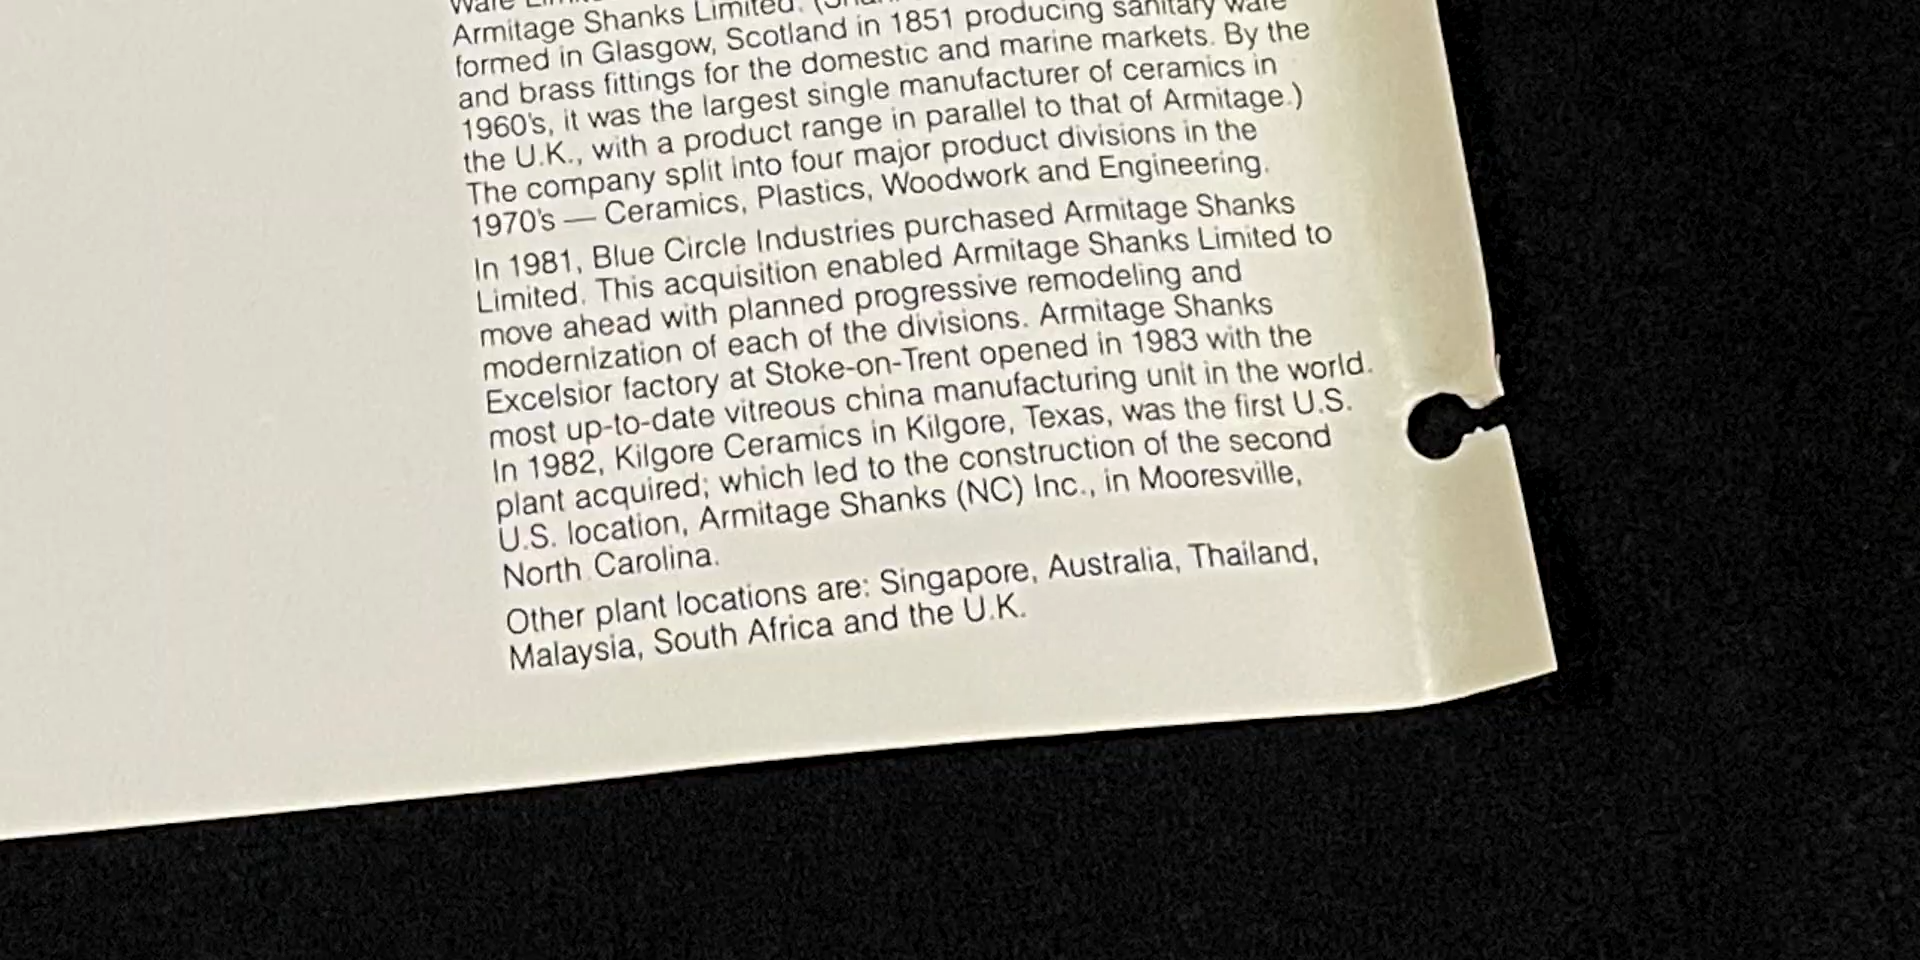 Ware
Armitage Shanks Limited.
formed in Glasgow, Scotland in 1851 producing sanitary ware
and brass fittings for the domestic and marine markets. By the
1960's, it was the largest single manufacturer of ceramics in
the U.K., with a product range in parallel to that of Armitage.)
The company split into four major product divisions in the
1970's — Ceramics, Plastics, Woodwork and Engineering.
In 1981, Blue Circle Industries purchased Armitage Shanks
Limited. This acquisition enabled Armitage Shanks Limited to
move ahead with planned progressive remodeling and
modernization of each of the divisions. Armitage Shanks
Excelsior factory at Stoke-on-Trent opened in 1983 with the
most up-to-date vitreous china manufacturing unit in the world.
In 1982, Kilgore Ceramics in Kilgore, Texas, was the first U.S.
plant acquired; which led to the construction of the second
U.S. location, Armitage Shanks (NC) Inc., in Mooresville,
North Carolina.
Other plant locations are: Singapore, Australia, Thailand,
Malaysia, South Africa and the U.K.